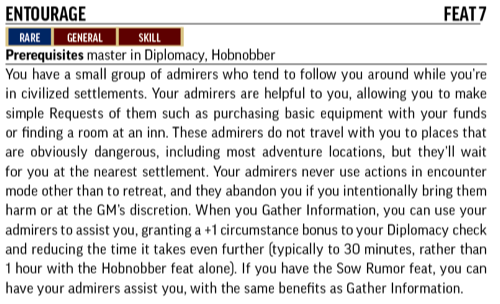 ENTOURAGE FEAT 7
RARE GENERAL SKILL
Prerequisites master in Diplomacy, Hobnobber
You have a small group of admirers who tend to follow you around while you're
in civilized settlements. Your admirers are helpful to you, allowing you to make
simple Requests of them such as purchasing basic equipment with your funds
or finding a room at an inn. These admirers do not travel with you to places that
are obviously dangerous, including most adventure locations, but they'll wait
for you at the nearest settlement. Your admirers never use actions in encounter
mode other than to retreat, and they abandon you if you intentionally bring them
harm or at the GM's discretion. When you Gather Information, you can use your
admirers to assist you, granting a +1 circumstance bonus to your Diplomacy check
and reducing the time it takes even further (typically to 30 minutes, rather than
1 hour with the Hobnobber feat alone). If you have the Sow Rumor feat, you can
have your admirers assist you, with the same benefits as Gather Information.